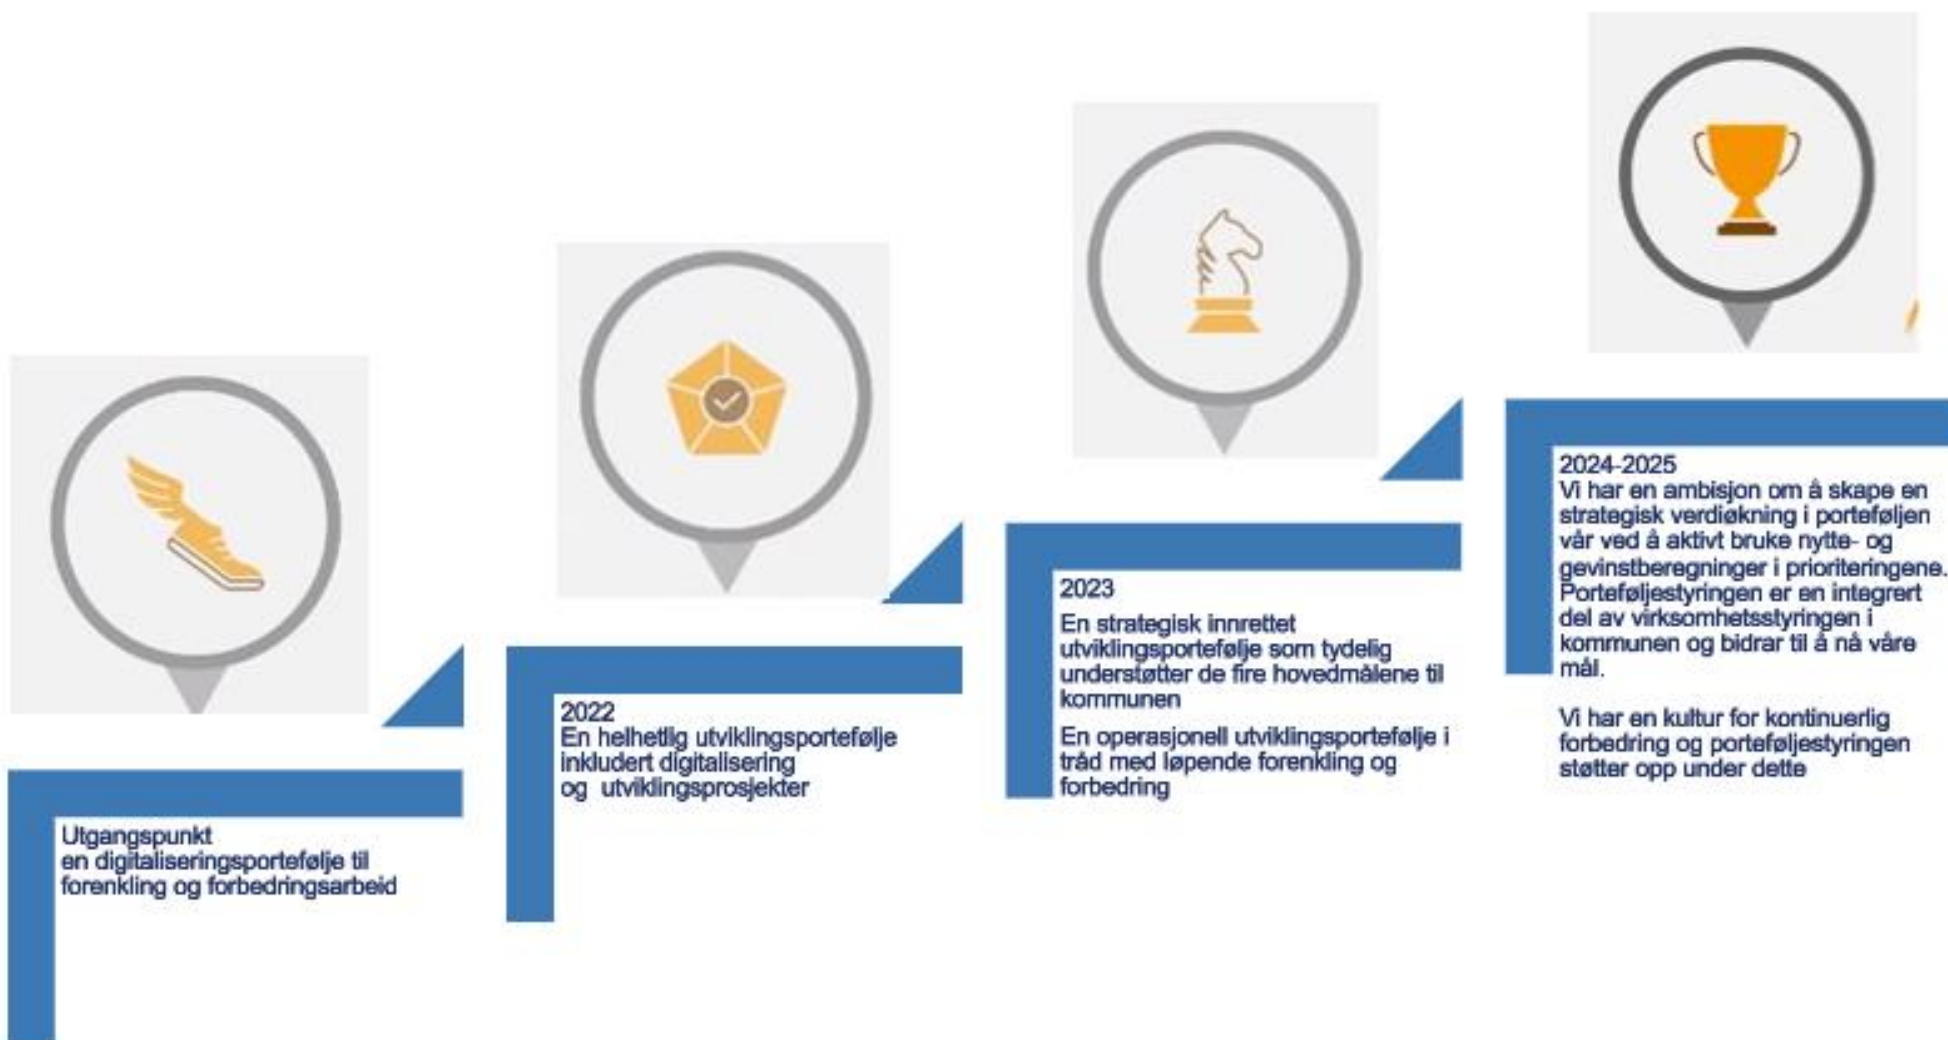 Utgangspunkt
en digitaliseringsportefølje til
forenkling og forbedringsarbeid
2022
En helhetlig utviklingsportefølje
inkludert digitalisering
og utviklingsprosjekter
2023
En strategisk innrettet
utviklingsportefølje som tydelig
understøtter de fire hovedmålene til
kommunen
En operasjonell utviklingsportefølje i
tråd med løpende forenkling og
forbedring
2024-2025
Vi har en ambisjon om å skape en
strategisk verdiøkning i porteføljen
vår ved å aktivt bruke nytte- og
gevinstberegninger i prioriteringene.
Porteføljestyringen er en integrert
del av virksomhetsstyringen i
kommunen og bidrar til å nå våre
mål.
Vi har en kultur for kontinuerlig
forbedring og porteføljestyringen
støtter opp under dette